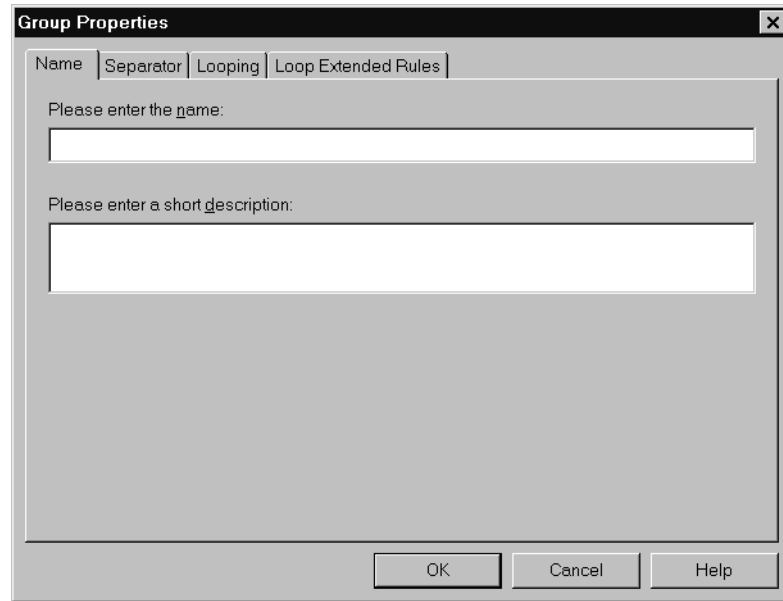 Group Properties
Name Separator Looping Loop Extended Rules
Please enter the name:
Please enter a short description:
OK Cancel Help